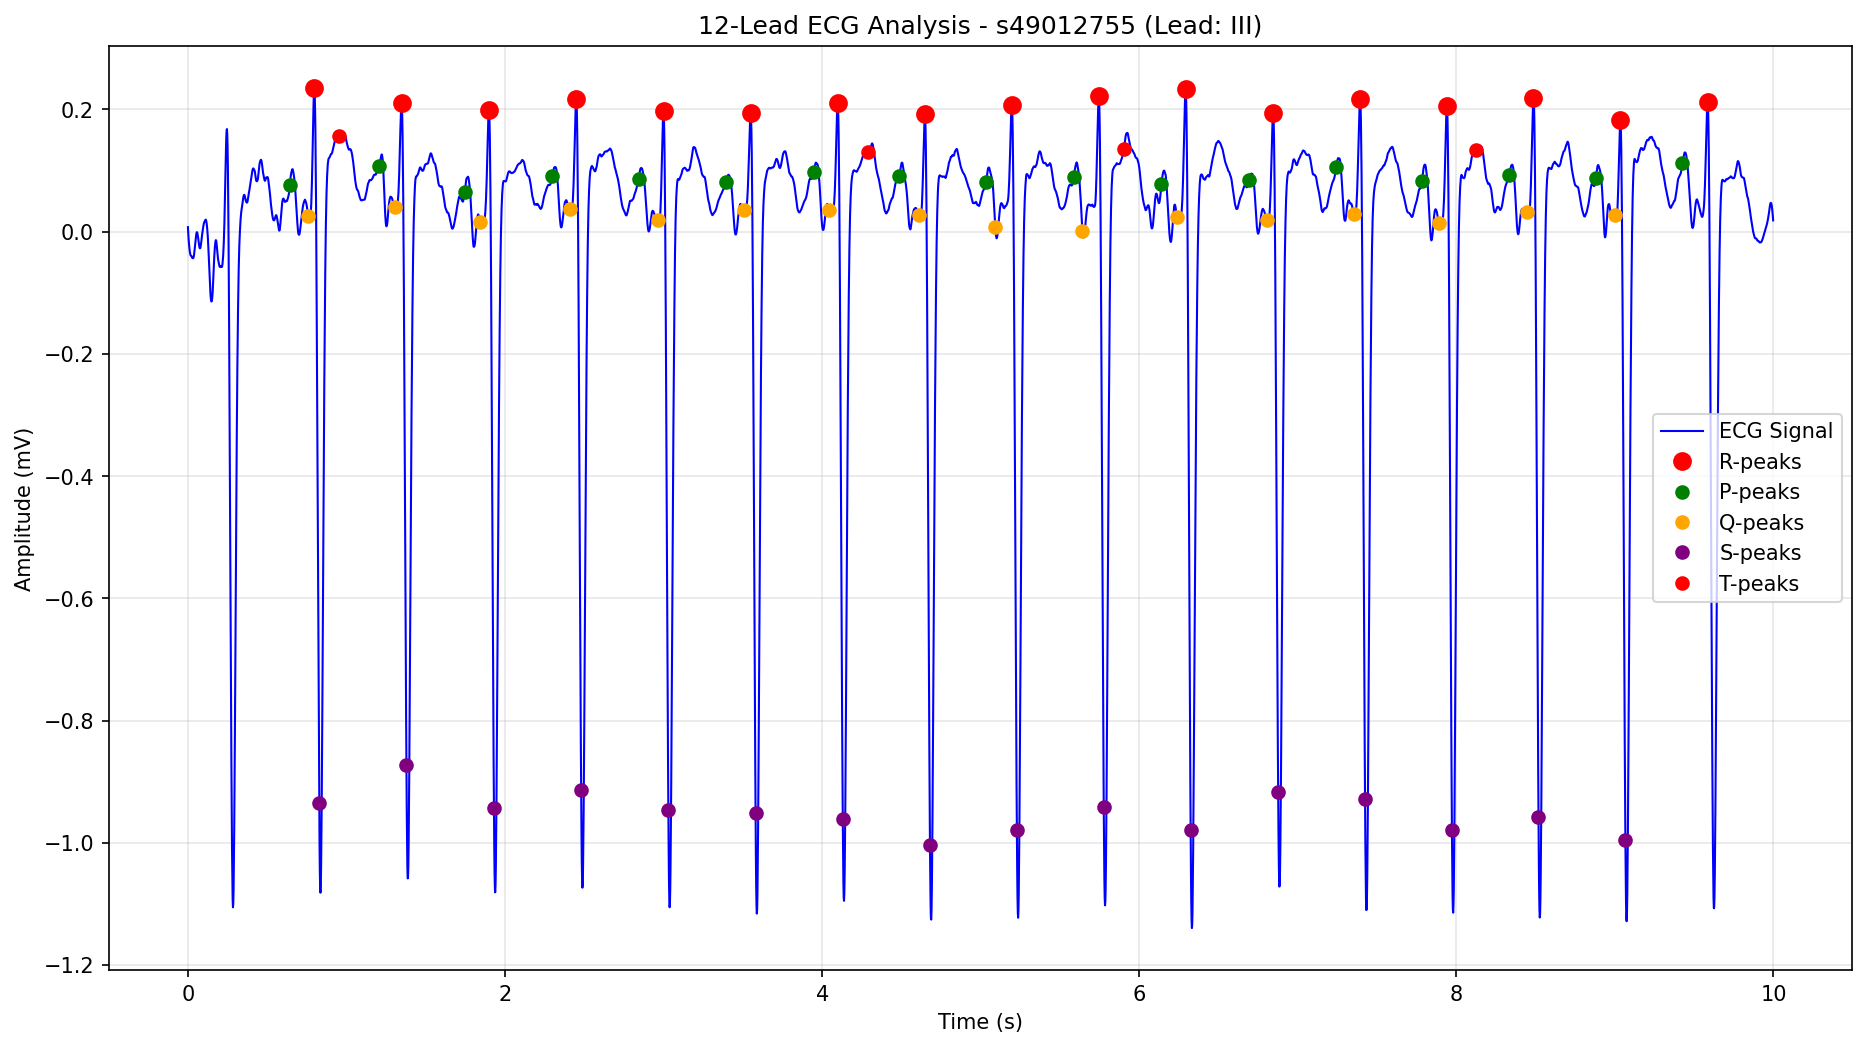 12-Lead ECG Analysis - s49012755 (Lead: III)
0.2
0.0
−0.2
−0.4
−0.6
−0.8
−1.0
−1.2
Amplitude (mV)
ECG Signal
R-peaks
P-peaks
Q-peaks
S-peaks
T-peaks
0 2 4 6 8 10
Time (s)